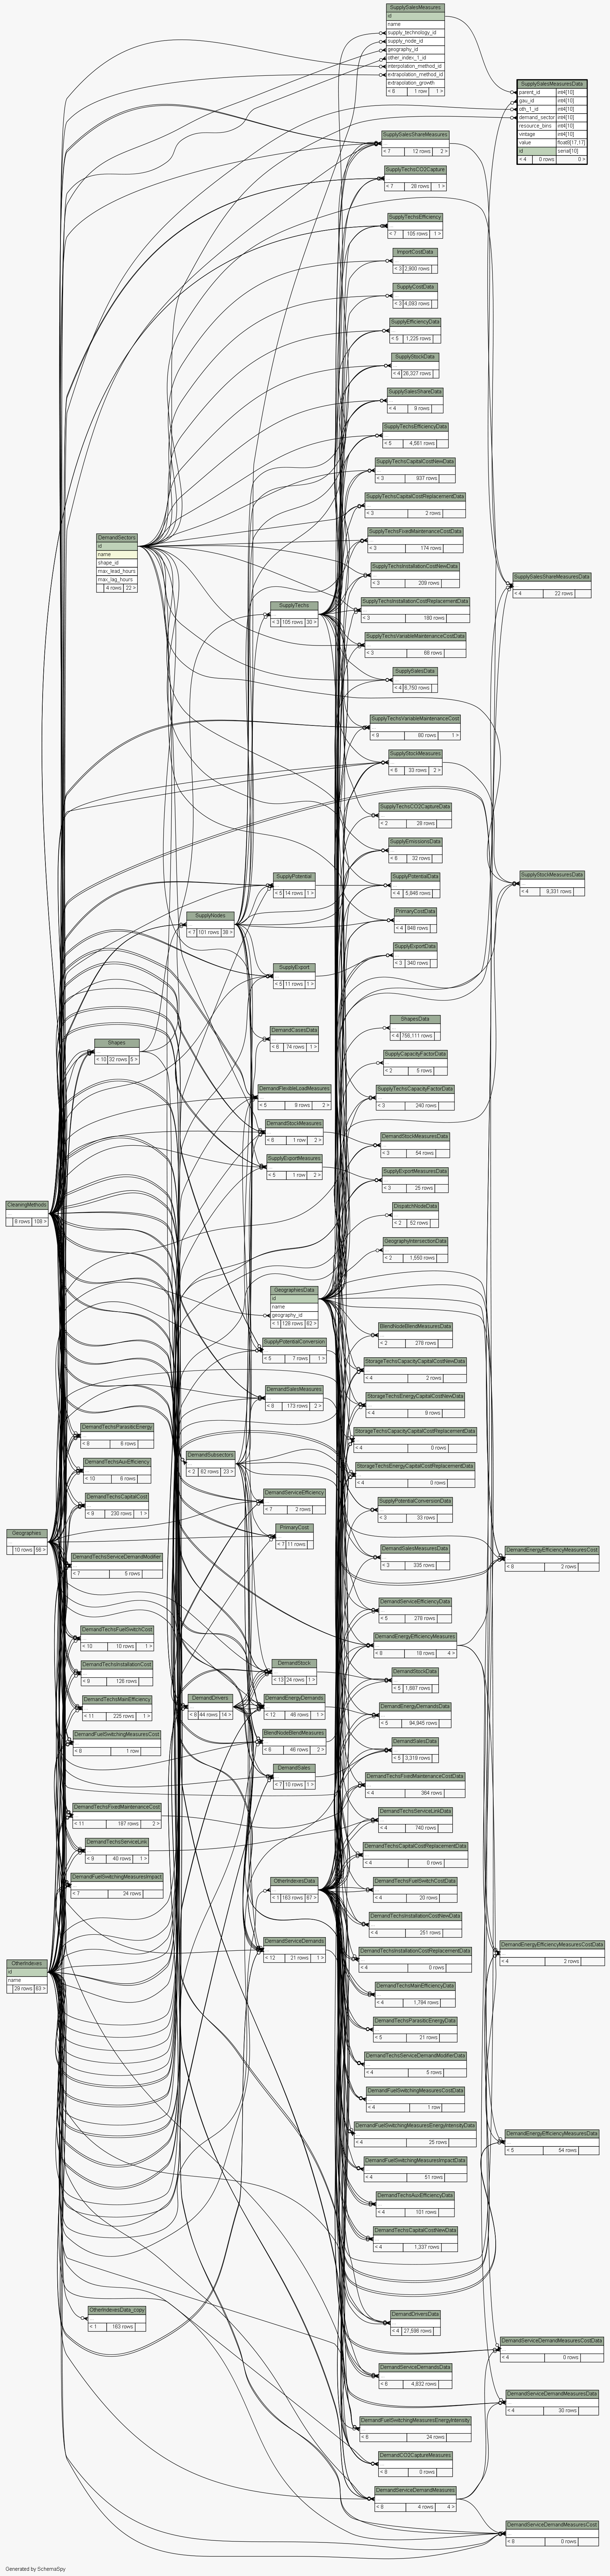 SupplySalesMeasures
id
name
supply_technology_id
supply_node_id
geography_id
other_index_1_id
interpolation_method_id
extrapolation_method_id
extrapolation_growth
< 8 1 row 1 >
SupplySalesMeasuresData
parent_id int4[10]
gau_id int4[10]
oth_1_id int4[10]
demand_sector int4[10]
resource_bins int4[10]
vintage int4[10]
value float8[17,17]
id serial[10]
< 4 0 rows 0 >
SupplySalesShareMeasures
< 7 12 rows 2 >
SupplyTechsCO2Capture
< 7 28 rows 1 >
SupplyTechsEfficiency
< 7 105 rows 1 >
ImportCostData
< 3 2,900 rows
SupplyCostData
< 3 4,093 rows
SupplyEfficiencyData
< 5 1,225 rows
SupplyStockData
< 4 26,327 rows
SupplySalesShareData
< 4 9 rows
SupplyTechsEfficiencyData
< 5 4,561 rows
SupplyTechsCapitalCostNewData
< 3 937 rows
SupplyTechsCapitalCostReplacementData
< 3 2 rows
SupplyTechsFixedMaintenanceCostData
< 3 174 rows
SupplyTechsInstallationCostNewData
< 3 209 rows
SupplyTechsInstallationCostReplacementData
< 3 180 rows
SupplyTechsVariableMaintenanceCostData
< 3 88 rows
SupplySalesData
< 4 6,750 rows
DemandSectors
id
name
shape_id
max_lead_hours
max_lag_hours
4 rows 22 >
SupplyTechs
< 3 105 rows 30 >
SupplySalesShareMeasuresData
< 4 22 rows
SupplyTechsVariableMaintenanceCost
< 9 80 rows 1 >
SupplyStockMeasures
< 8 33 rows 2 >
SupplyTechsCO2CaptureData
< 2 28 rows
SupplyEmissionsData
< 8 32 rows
SupplyPotential
< 5 14 rows 1 >
SupplyPotentialData
< 4 5,846 rows
SupplyStockMeasuresData
< 4 9,331 rows
SupplyNodes
< 7 101 rows 38 >
PrimaryCostData
< 4 848 rows
SupplyExportData
< 3 340 rows
SupplyExport
< 5 11 rows 1 >
ShapesData
< 4 756,111 rows
DemandCasesData
< 6 74 rows 1 >
Shapes
< 10 32 rows 5 >
SupplyCapacityFactorData
< 2 5 rows
DemandFlexibleLoadMeasures
< 5 9 rows 2 >
SupplyTechsCapacityFactorData
< 3 240 rows
DemandStockMeasures
< 6 1 row 2 >
DemandStockMeasuresData
< 3 54 rows
SupplyExportMeasures
< 5 1 row 2 >
SupplyExportMeasuresData
< 3 25 rows
CleaningMethods
8 rows 108 >
DispatchNodeData
< 2 52 rows
GeographyIntersectionData
< 2 1,550 rows
GeographiesData
id
name
geography_id
< 1 126 rows 62 >
BlendNodeBlendMeasuresData
< 2 278 rows
SupplyPotentialConversion
< 5 7 rows 1 >
StorageTechsCapacityCapitalCostNewData
< 4 2 rows
DemandSalesMeasures
< 8 173 rows 2 >
StorageTechsEnergyCapitalCostNewData
< 4 9 rows
DemandTechsParasiticEnergy
< 8 6 rows
StorageTechsCapacityCapitalCostReplacementData
< 4 0 rows
DemandTechsAuxEfficiency
< 10 6 rows
DemandSubsectors
< 2 62 rows 23 >
StorageTechsEnergyCapitalCostReplacementData
< 4 0 rows
DemandTechsCapitalCost
< 9 230 rows 1 >
DemandServiceEfficiency
< 7 2 rows
SupplyPotentialConversionData
< 3 33 rows
Geographies
10 rows 56 >
PrimaryCost
< 7 11 rows
DemandSalesMeasuresData
< 3 335 rows
DemandEnergyEfficiencyMeasuresCost
< 8 2 rows
DemandTechsServiceDemandModifier
< 7 5 rows
DemandServiceEfficiencyData
< 5 278 rows
DemandTechsFuelSwitchCost
< 10 10 rows 1 >
DemandEnergyEfficiencyMeasures
< 8 18 rows 4 >
DemandTechsInstallationCost
< 9 126 rows
DemandStock
< 13 24 rows 1 >
DemandStockData
< 5 1,887 rows
DemandTechsMainEfficiency
< 11 225 rows 1 >
DemandDrivers
< 6 44 rows 14 >
DemandEnergyDemands
< 12 46 rows 1 >
DemandEnergyDemandsData
< 5 94,945 rows
DemandFuelSwitchingMeasuresCost
< 8 1 row
BlendNodeBlendMeasures
< 6 46 rows 2 >
DemandSalesData
< 5 3,319 rows
DemandSales
< 7 10 rows 1 >
DemandTechsFixedMaintenanceCostData
< 4 364 rows
DemandTechsFixedMaintenanceCost
< 11 187 rows 2 >
DemandTechsServiceLinkData
< 4 740 rows
DemandTechsServiceLink
< 9 40 rows 1 >
DemandTechsCapitalCostReplacementData
< 4 0 rows
DemandFuelSwitchingMeasuresImpact
< 7 24 rows
OtherIndexesData
< 1 163 rows 67 >
DemandTechsFuelSwitchCostData
< 4 20 rows
DemandTechsInstallationCostNewData
< 4 251 rows
DemandServiceDemands
< 12 21 rows 1 >
DemandTechsInstallationCostReplacementData
< 4 0 rows
DemandEnergyEfficiencyMeasuresCostData
< 4 2 rows
OtherIndexes
id
name
29 rows 63 >
DemandTechsMainEfficiencyData
< 4 1,784 rows
DemandTechsParasiticEnergyData
< 5 21 rows
DemandTechsServiceDemandModifierData
< 4 5 rows
DemandFuelSwitchingMeasuresCostData
< 4 1 row
DemandFuelSwitchingMeasuresEnergyIntensityData
< 4 25 rows
DemandEnergyEfficiencyMeasuresData
< 5 54 rows
DemandFuelSwitchingMeasuresImpactData
< 4 51 rows
DemandTechsAuxEfficiencyData
< 4 101 rows
DemandTechsCapitalCostNewData
< 4 1,337 rows
OtherIndexesData_copy
< 1 163 rows
DemandDriversData
< 4 27,596 rows
DemandServiceDemandMeasuresCostData
< 4 0 rows
DemandServiceDemandsData
< 6 4,832 rows
DemandServiceDemandMeasuresData
< 4 30 rows
DemandFuelSwitchingMeasuresEnergyIntensity
< 6 24 rows
DemandCO2CaptureMeasures
< 8 0 rows
DemandServiceDemandMeasures
< 8 4 rows 4 >
DemandServiceDemandMeasuresCost
< 8 0 rows
Generated by SchemaSpy